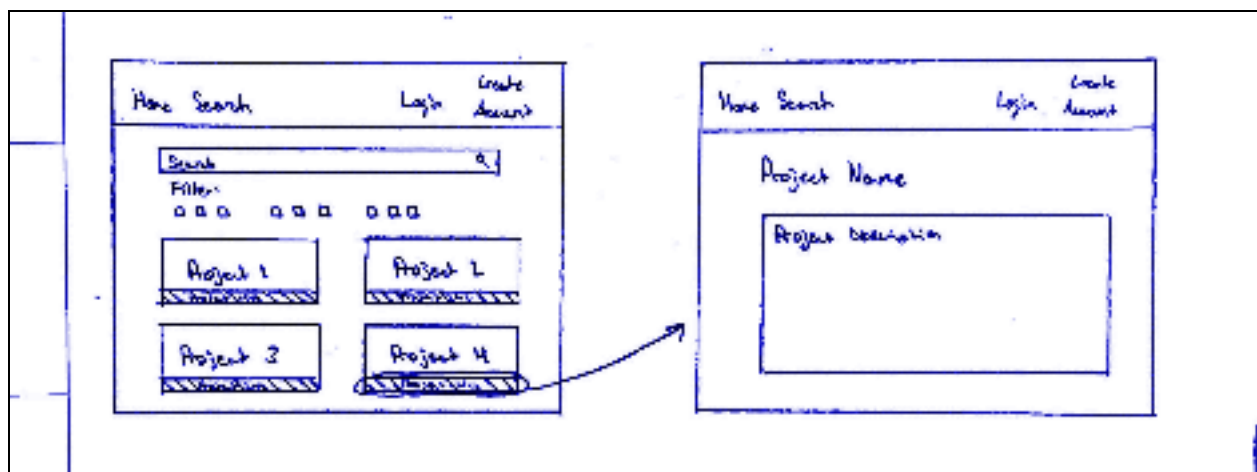 Home Search Login Create Account
Search
Filter:
Project 1
Project 2
Project 3
Project 4
Home Search Login Create Account
Project Name
Project Description